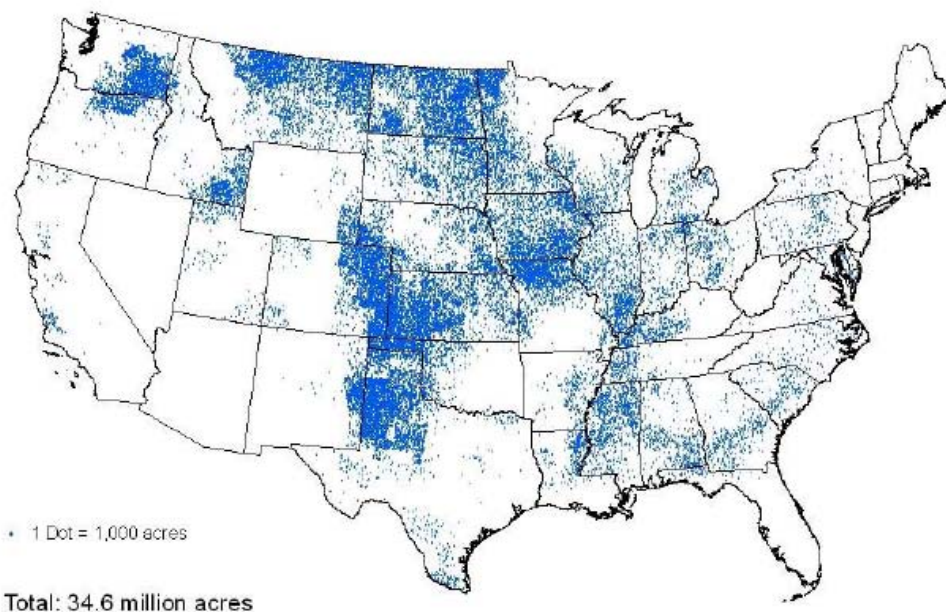 1 Dot = 1,000 acres
Total: 34.6 million acres